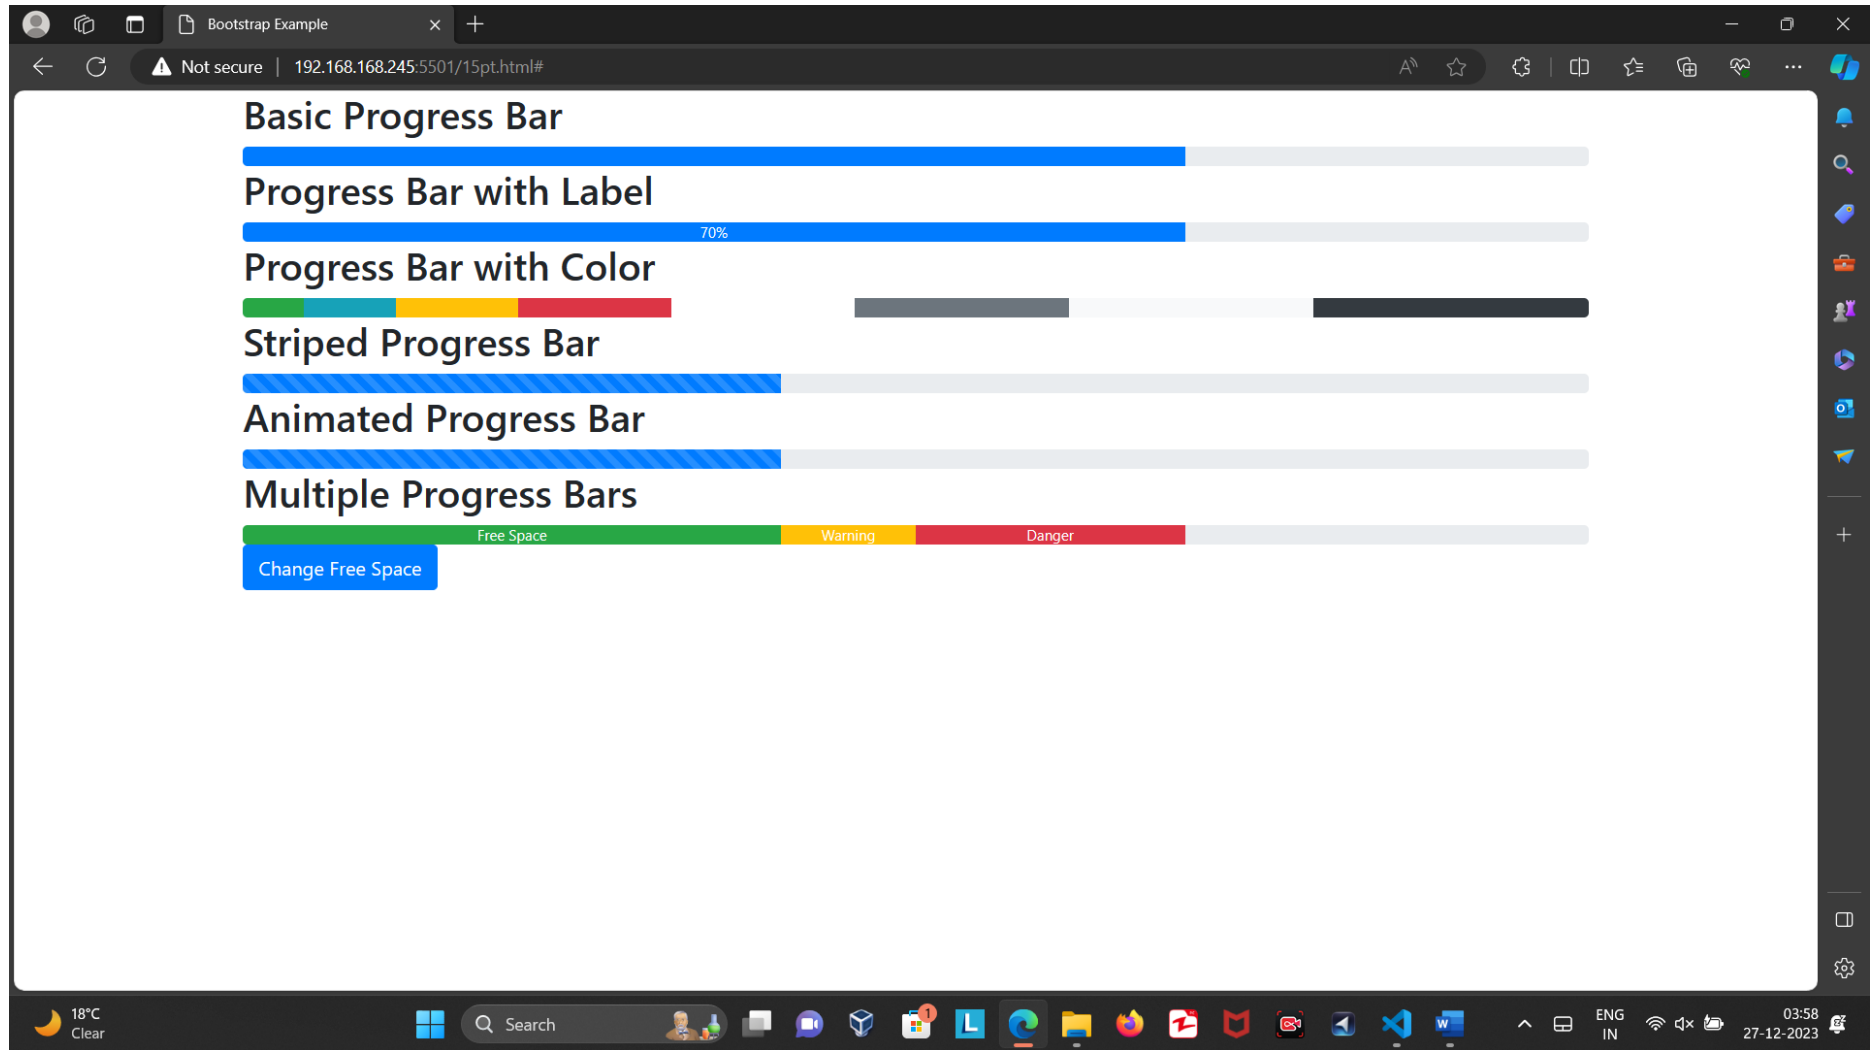 Bootstrap Example
Not secure | 192.168.168.245:5501/15pt.html#
Basic Progress Bar
Progress Bar with Label
70%
Progress Bar with Color
Striped Progress Bar
Animated Progress Bar
Multiple Progress Bars
Free Space Warning Danger
Change Free Space
18°C
Clear
Search
1
L
W
ENG
IN
03:58
27-12-2023